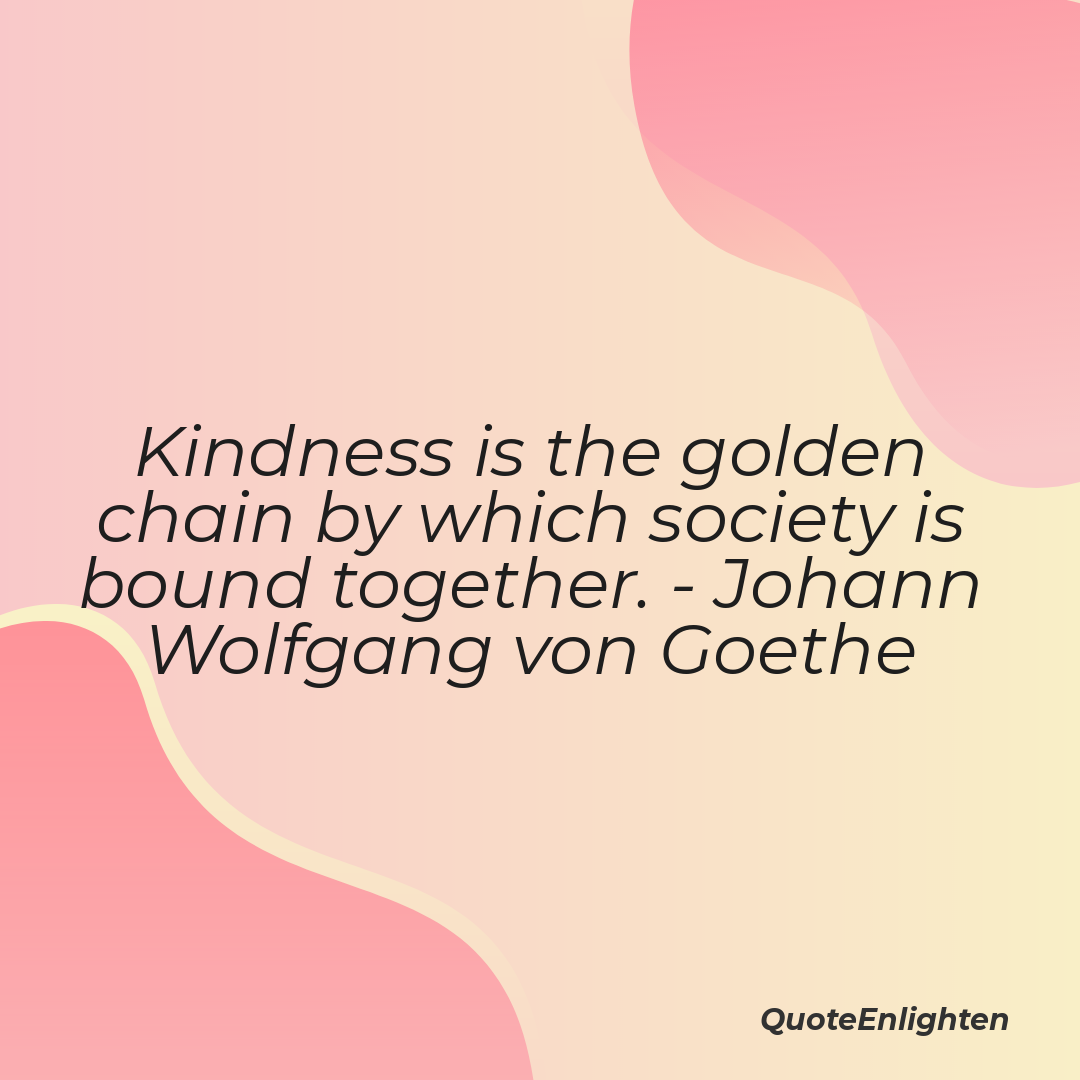 Kindness is the golden
chain by which society is
bound together. - Johann
Wolfgang von Goethe
QuoteEnlighten